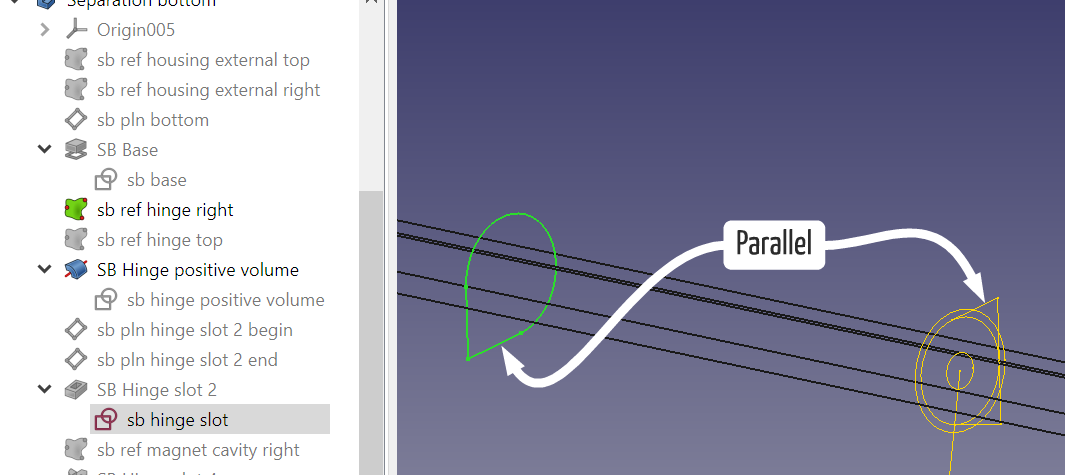 Separation bottom
Origin005
sb ref housing external top
sb ref housing external right
sb pln bottom
SB Base
sb base
sb ref hinge right
sb ref hinge top
SB Hinge positive volume
sb hinge positive volume
sb pln hinge slot 2 begin
sb pln hinge slot 2 end
SB Hinge slot 2
sb hinge slot
sb ref magnet cavity right
Parallel